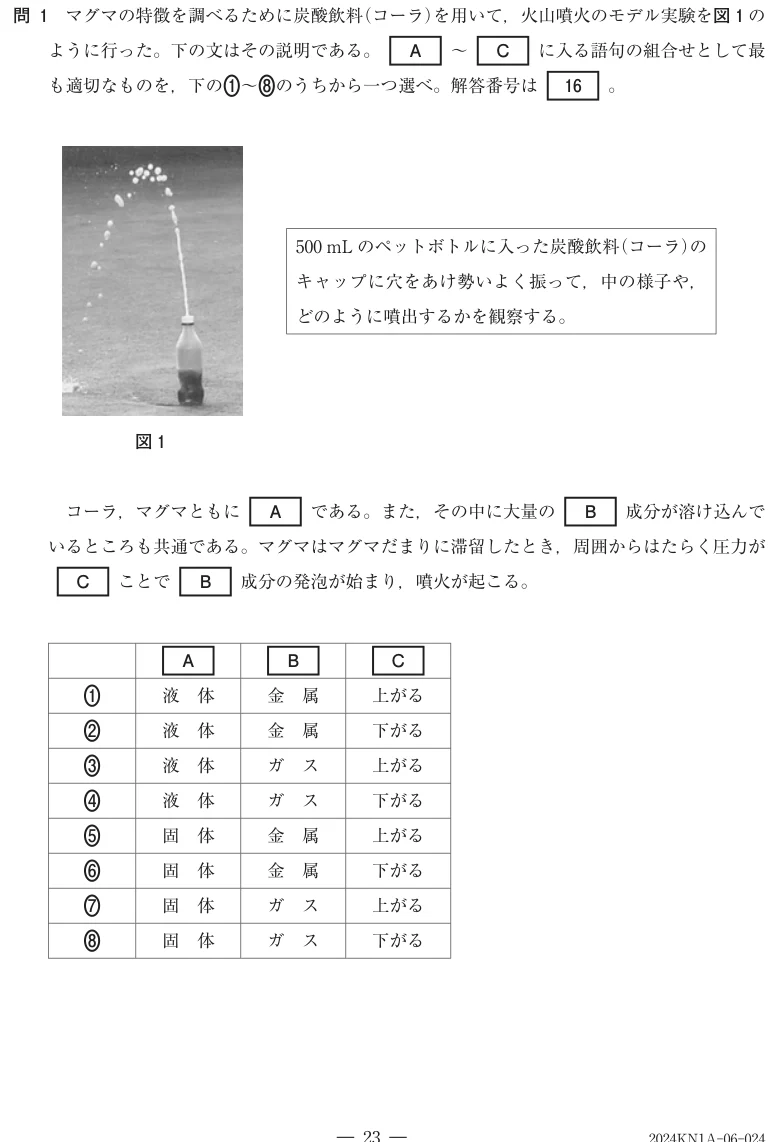 問 1 マグマの特徴を調べるために炭酸飲料(コーラ)を用いて，火山噴火のモデル実験を図1の
ように行った。下の文はその説明である。 A ～ C に入る語句の組合せとして最
も適切なものを，下の①～⑧のうちから一つ選べ。解答番号は 16 。
500 mL のペットボトルに入った炭酸飲料(コーラ)の
キャップに穴をあけ勢いよく振って，中の様子や，
どのように噴出するかを観察する。
図1
コーラ，マグマともに A である。また，その中に大量の B 成分が溶け込んで
いるところも共通である。マグマはマグマだまりに滞留したとき，周囲からはたらく圧力が
C ことで B 成分の発泡が始まり，噴火が起こる。
A B C
① 液体 金属 上がる
② 液体 金属 下がる
③ 液体 ガス 上がる
④ 液体 ガス 下がる
⑤ 固体 金属 上がる
⑥ 固体 金属 下がる
⑦ 固体 ガス 上がる
⑧ 固体 ガス 下がる
— 23 —
2024KN1A-06-024